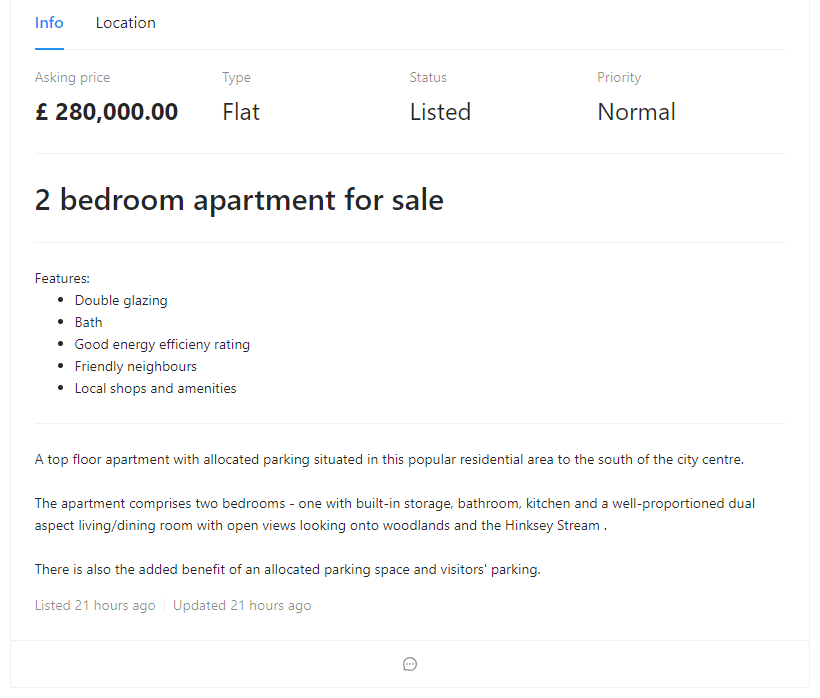 Info Location
Asking price Type Status Priority
£ 280,000.00 Flat Listed Normal
2 bedroom apartment for sale
Features:
Double glazing
Bath
Good energy efficieny rating
Friendly neighbours
Local shops and amenities
A top floor apartment with allocated parking situated in this popular residential area to the south of the city centre.
The apartment comprises two bedrooms - one with built-in storage, bathroom, kitchen and a well-proportioned dual
aspect living/dining room with open views looking onto woodlands and the Hinksey Stream .
There is also the added benefit of an allocated parking space and visitors' parking.
Listed 21 hours ago Updated 21 hours ago